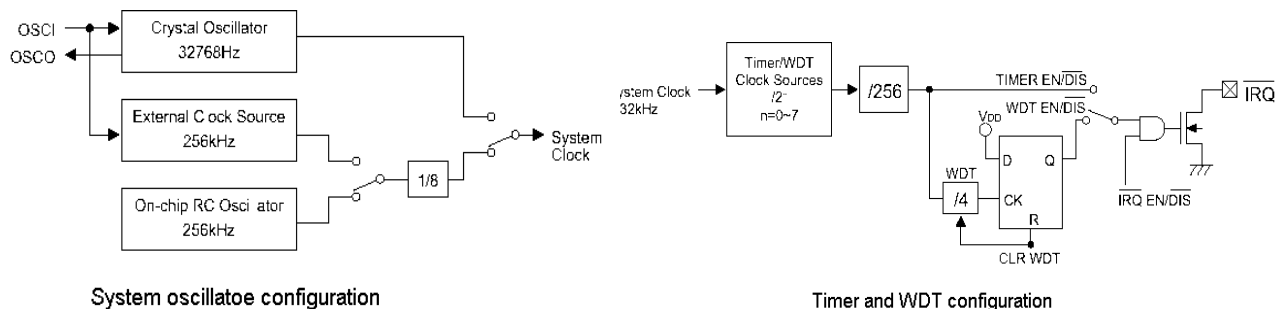 OSCI
OSCO
Crystal Oscillator
32768Hz
External Clock Source
256kHz
On-chip RC Osci ator
256kHz
1/8
System
Clock
System oscillatoe configuration
ystem Clock
32kHz
Timer/WDT
Clock Sources
n=0~7
/256
TIMER EN/DIS
WDT EN/DIS
VDD
D
Q
WDT
/4
CK
R
CLR WDT
IRQ
IRQ EN/DIS
Timer and WDT configuration